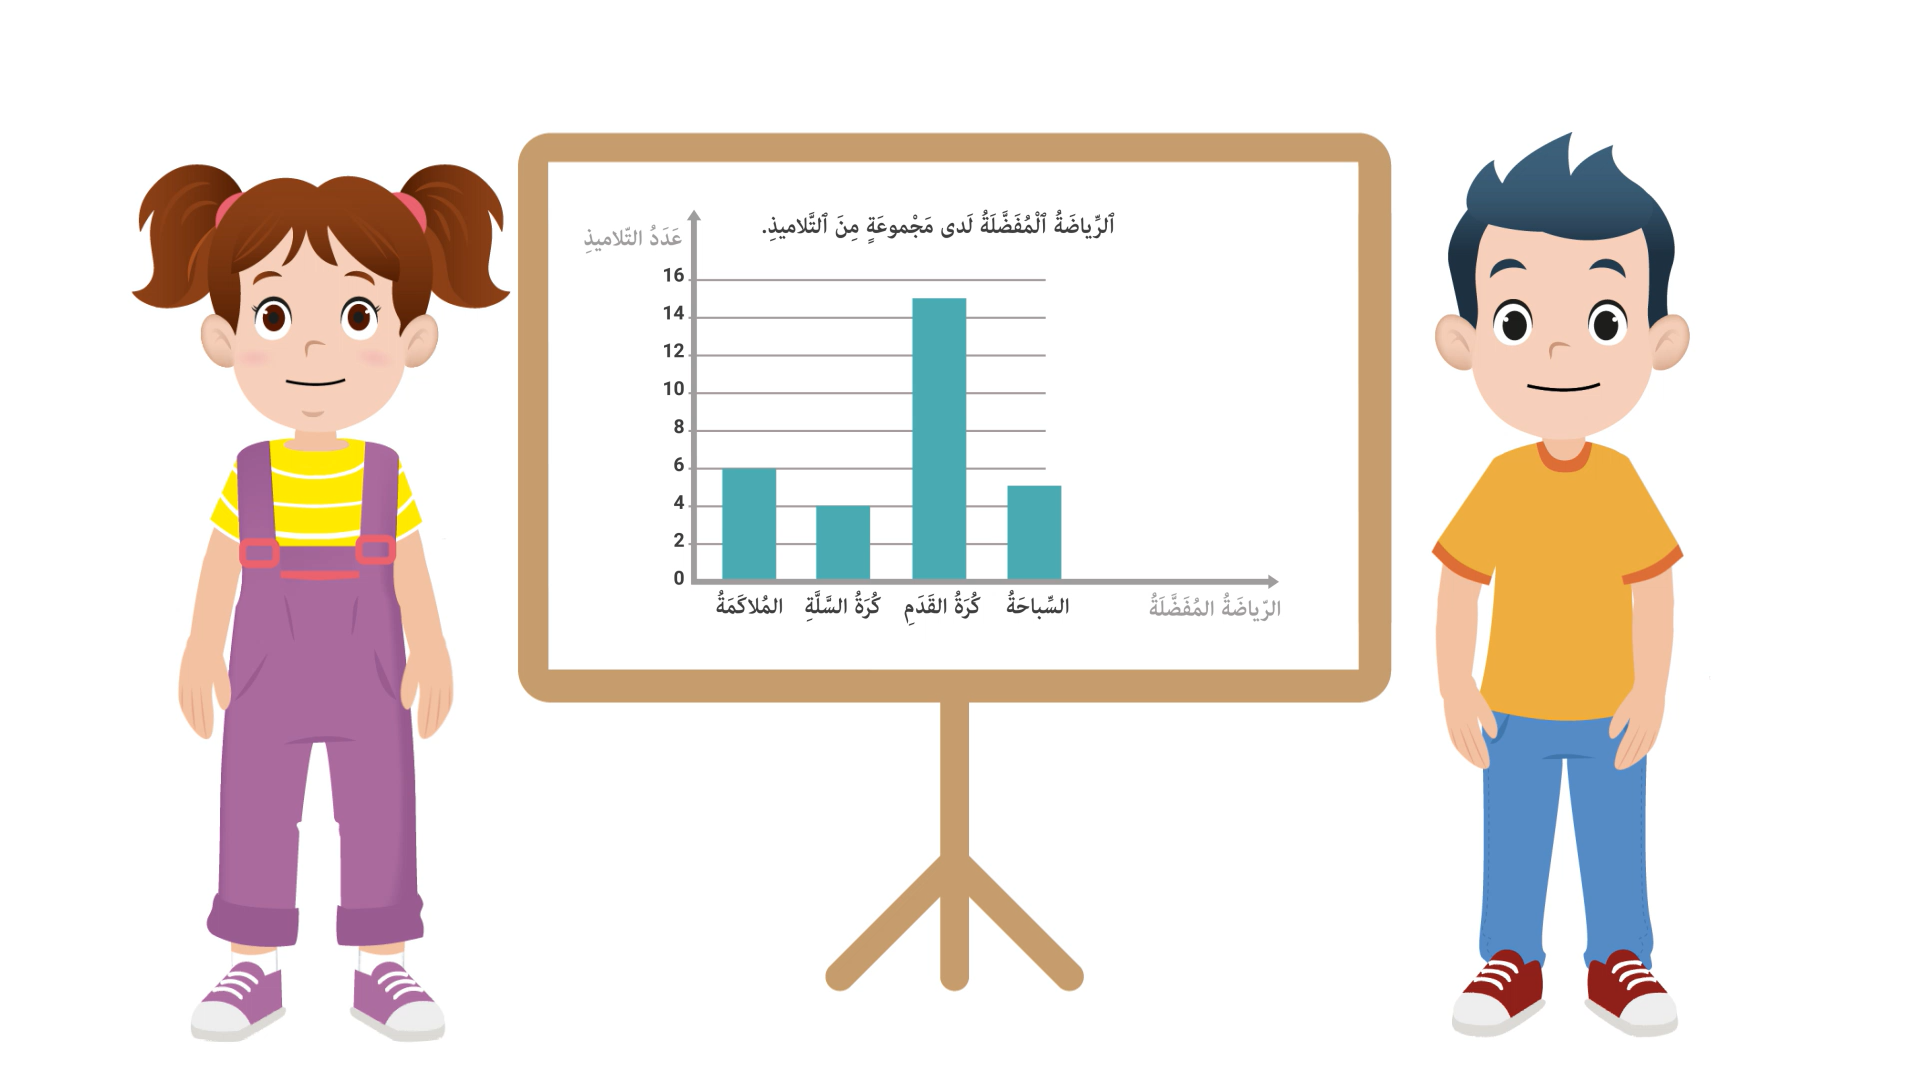 ٱلرِّياضَةُ ٱلْمُفَضَّلَةُ لَدى مَجْموعَةٍ مِنَ ٱلتَّلاميذِ.
عَدَدُ التّلاميذِ
16
14
12
10
8
6
4
2
0
المُلاكَمَةُ كُرَةُ السَّلَّةِ كُرَةُ القَدَمِ السِّباحَةُ
الرّياضَةُ المُفَضَّلَةُ